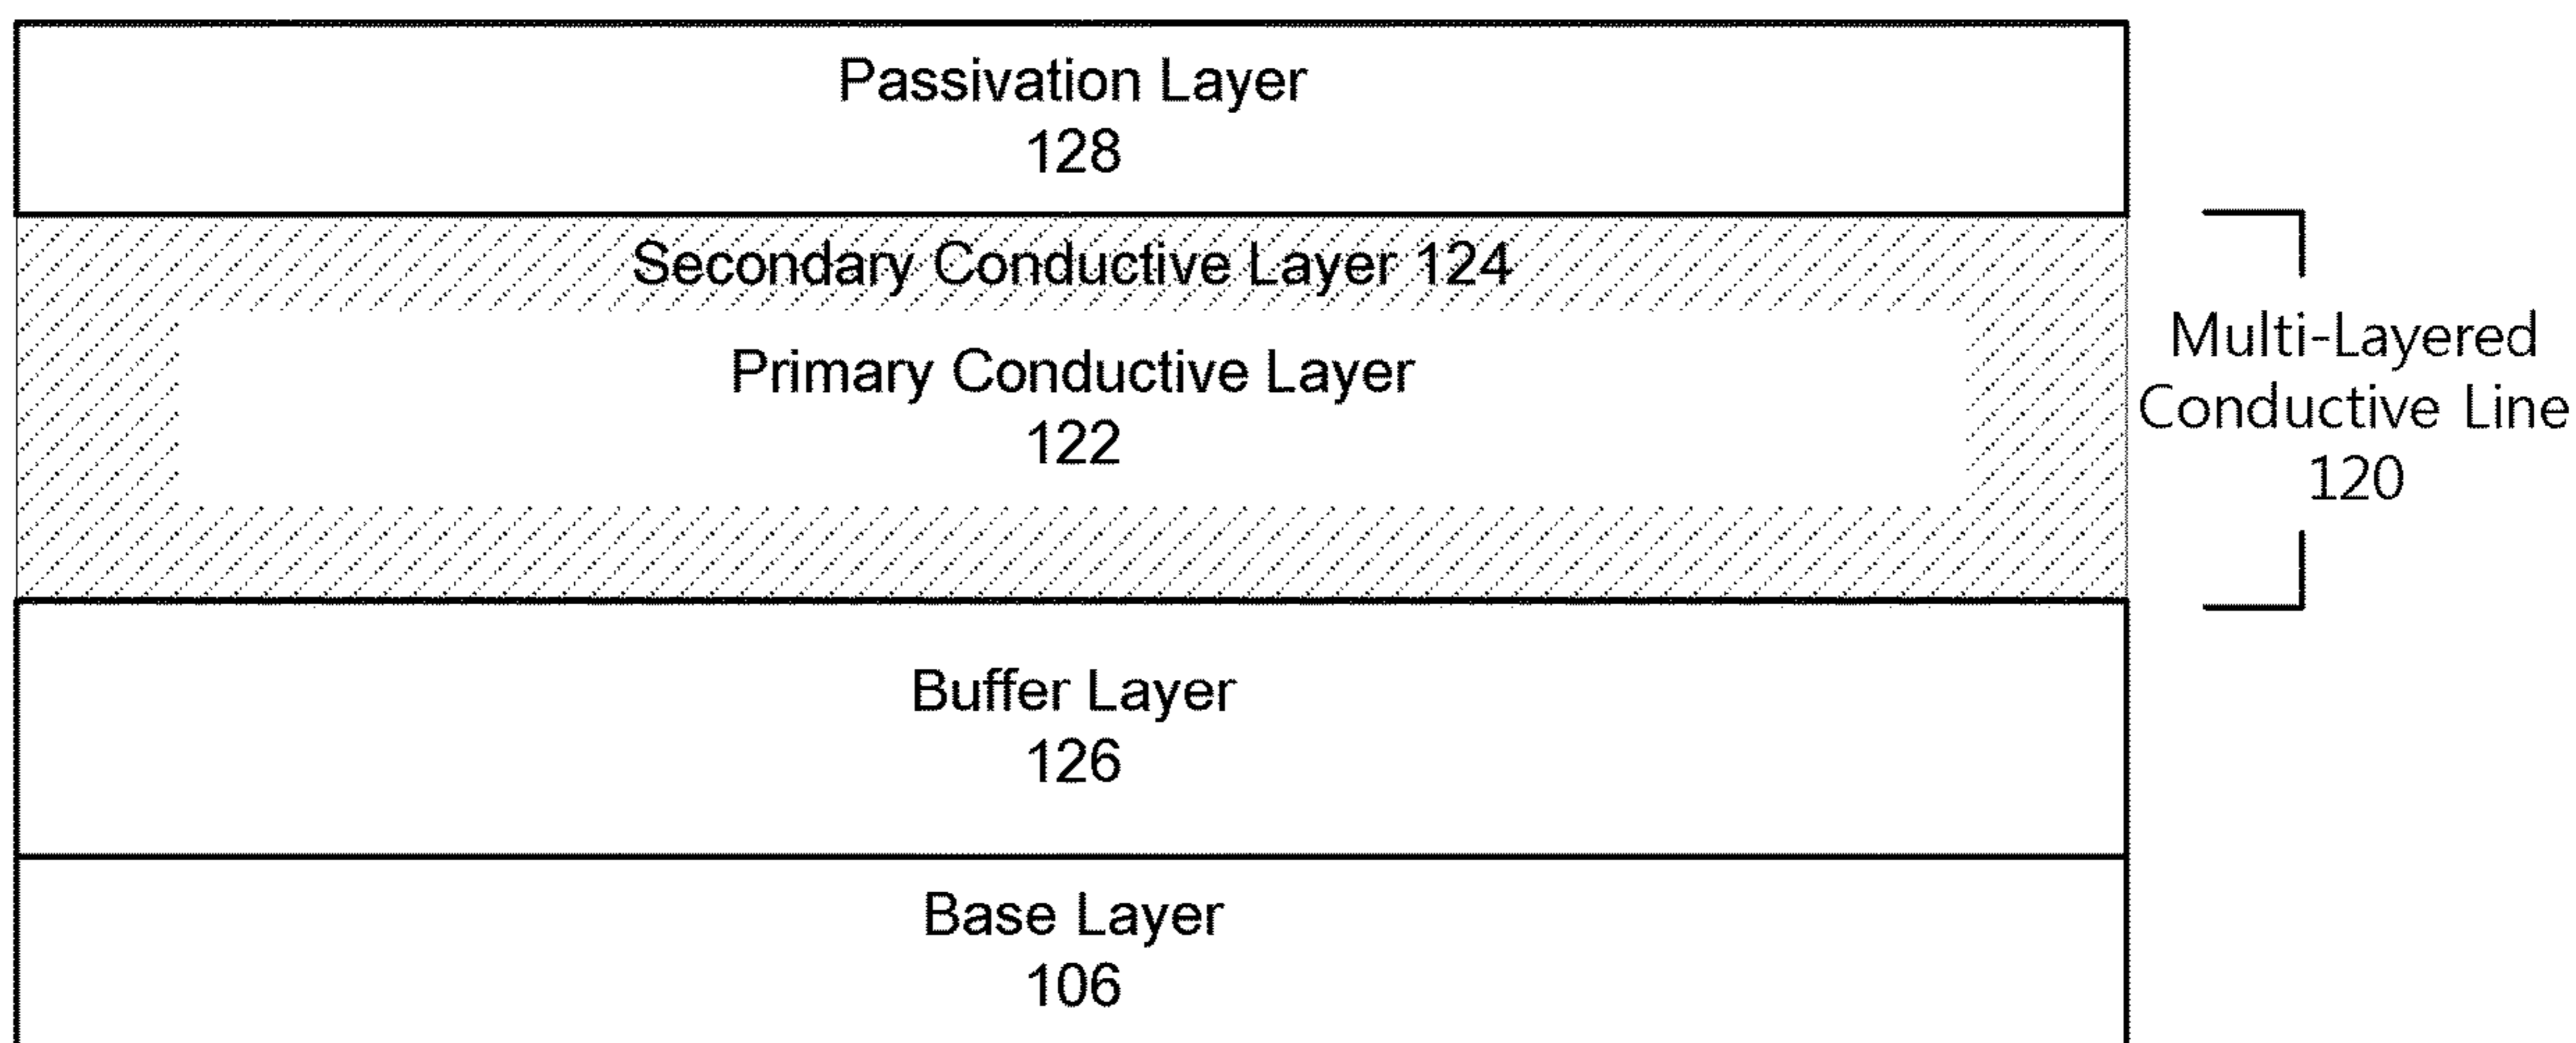 Passivation Layer
128
Secondary Conductive Layer 124
Primary Conductive Layer
122
Multi-Layered
Conductive Line
120
Buffer Layer
126
Base Layer
106